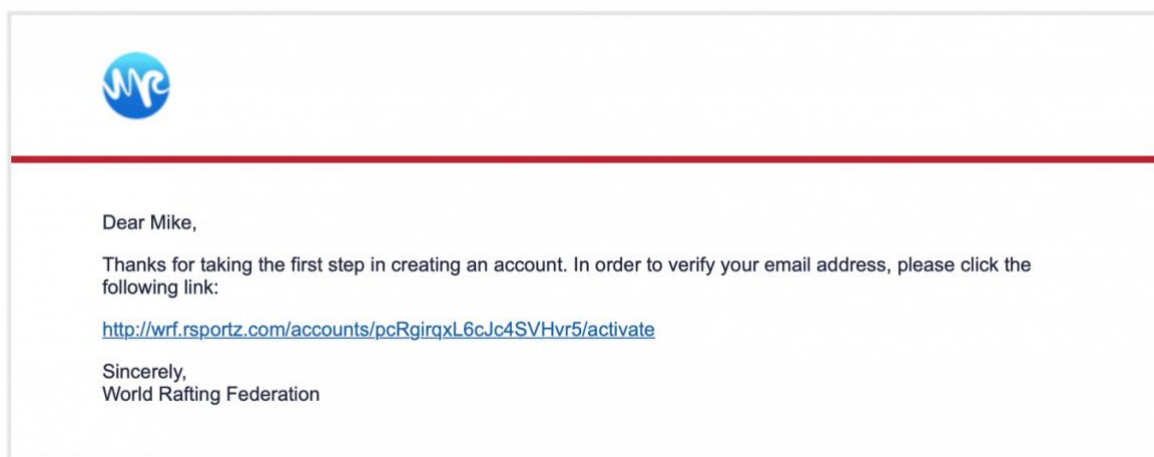 Dear Mike,
Thanks for taking the first step in creating an account. In order to verify your email address, please click the
following link:
http://wrf.rsportz.com/accounts/pcRgirqxL6cJc4SVHvr5/activate
Sincerely,
World Rafting Federation